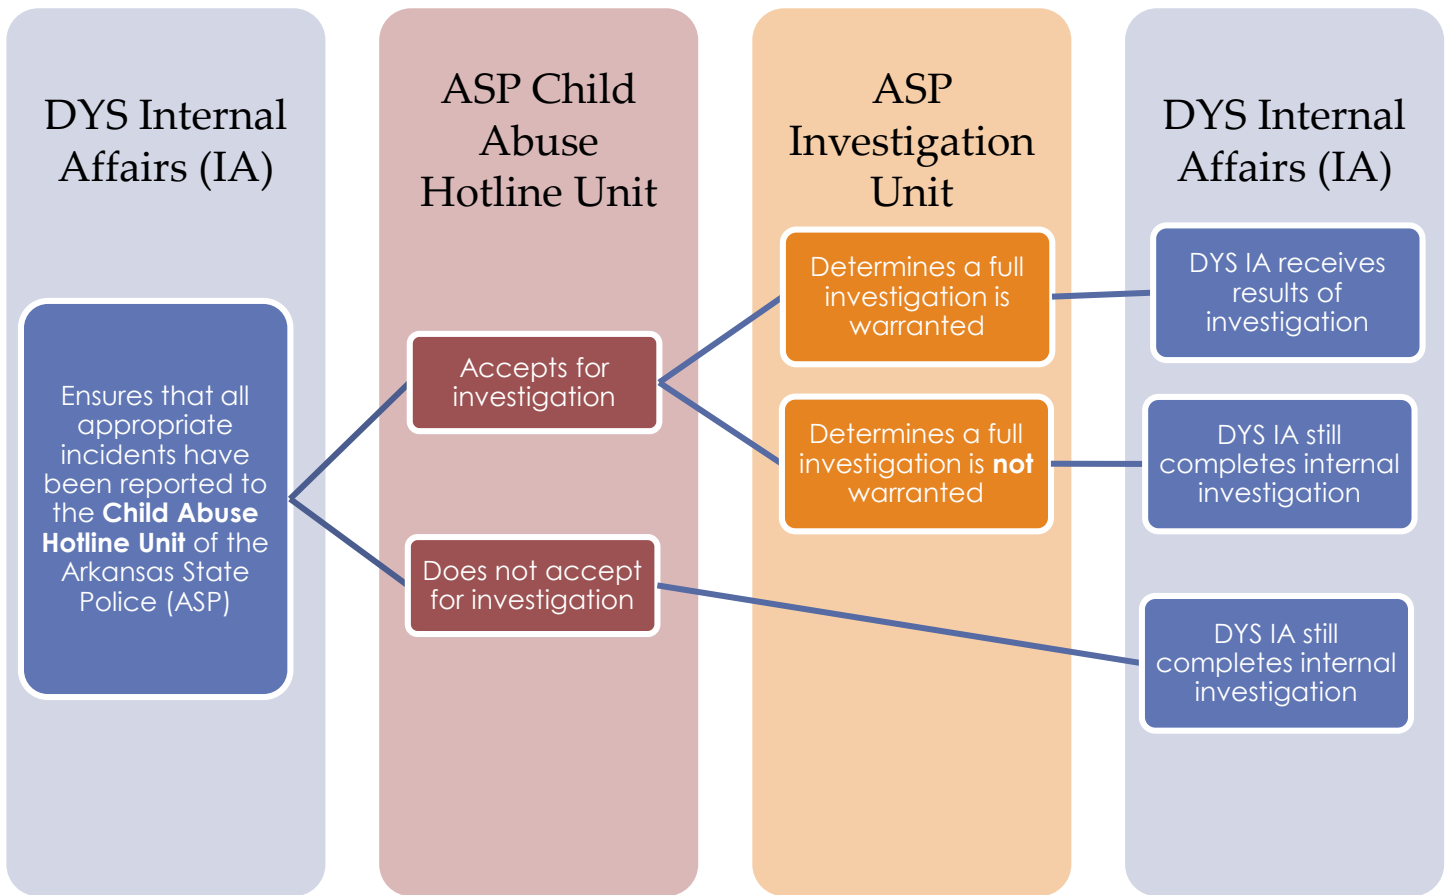 DYS Internal
Affairs (IA)
Ensures that all
appropriate
incidents have
been reported to
the Child Abuse
Hotline Unit of the
Arkansas State
Police (ASP)
ASP Child
Abuse
Hotline Unit
Accepts for
investigation
Does not accept
for investigation
ASP
Investigation
Unit
Determines a full
investigation is
warranted
Determines a full
investigation is not
warranted
DYS Internal
Affairs (IA)
DYS IA receives
results of
investigation
DYS IA still
completes internal
investigation
DYS IA still
completes internal
investigation